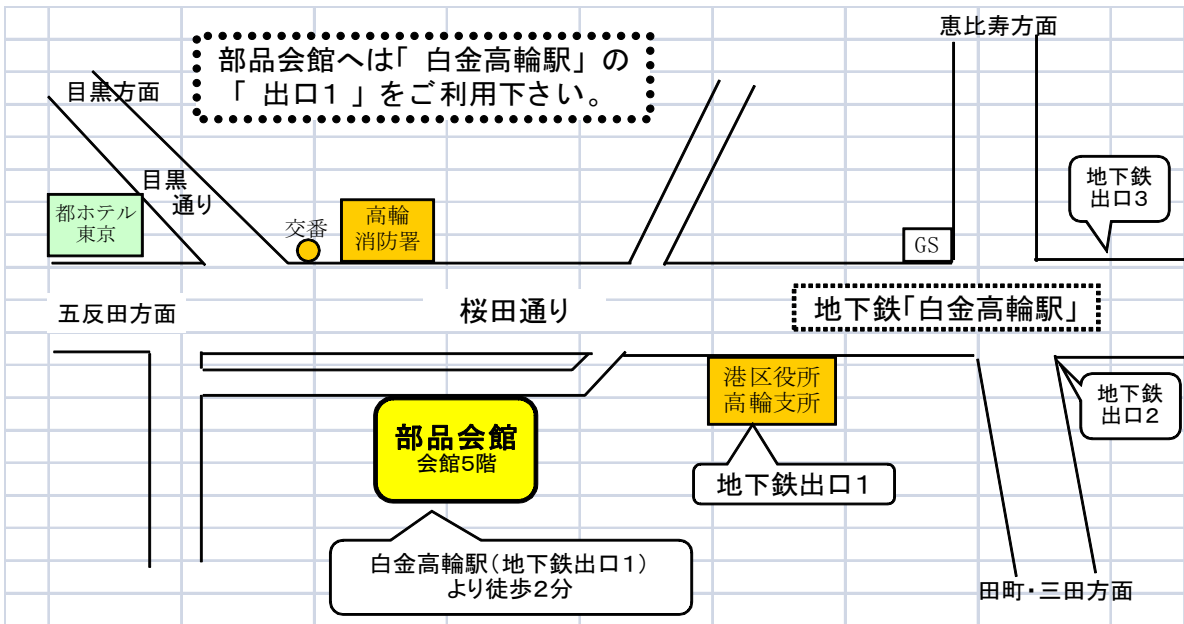 恵比寿方面
部品会館へは「 白金高輪駅」 の
「 出口1 」 をご利用下さい。
目黒方面
目黒
通り
地下鉄
出口3
都ホテル
東京
交番
高輪
消防署
GS
五反田方面
桜田通り
地下鉄「白金高輪駅」
港区役所
高輪支所
地下鉄
出口2
部品会館
会館5階
地下鉄出口1
白金高輪駅(地下鉄出口1)
より徒歩2分
田町・三田方面